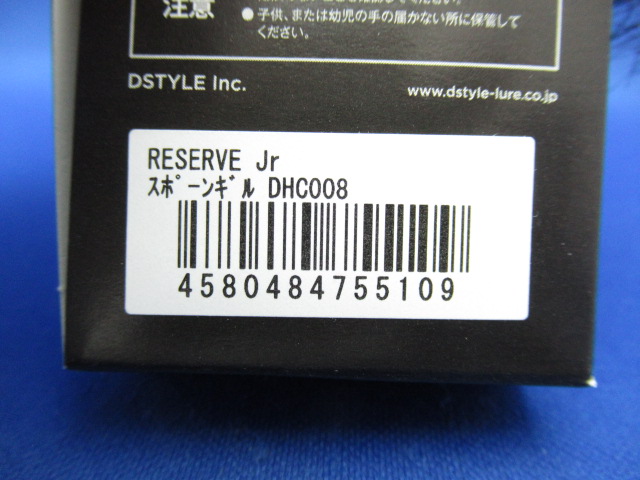 注意
●子供、または幼児の手の届かない所に保管して
ください。
DSTYLE Inc.
www.dstyle-lure.co.jp
RESERVE Jr
ｽﾎﾟｰﾝｷﾞﾙ DHC008
4580484755109